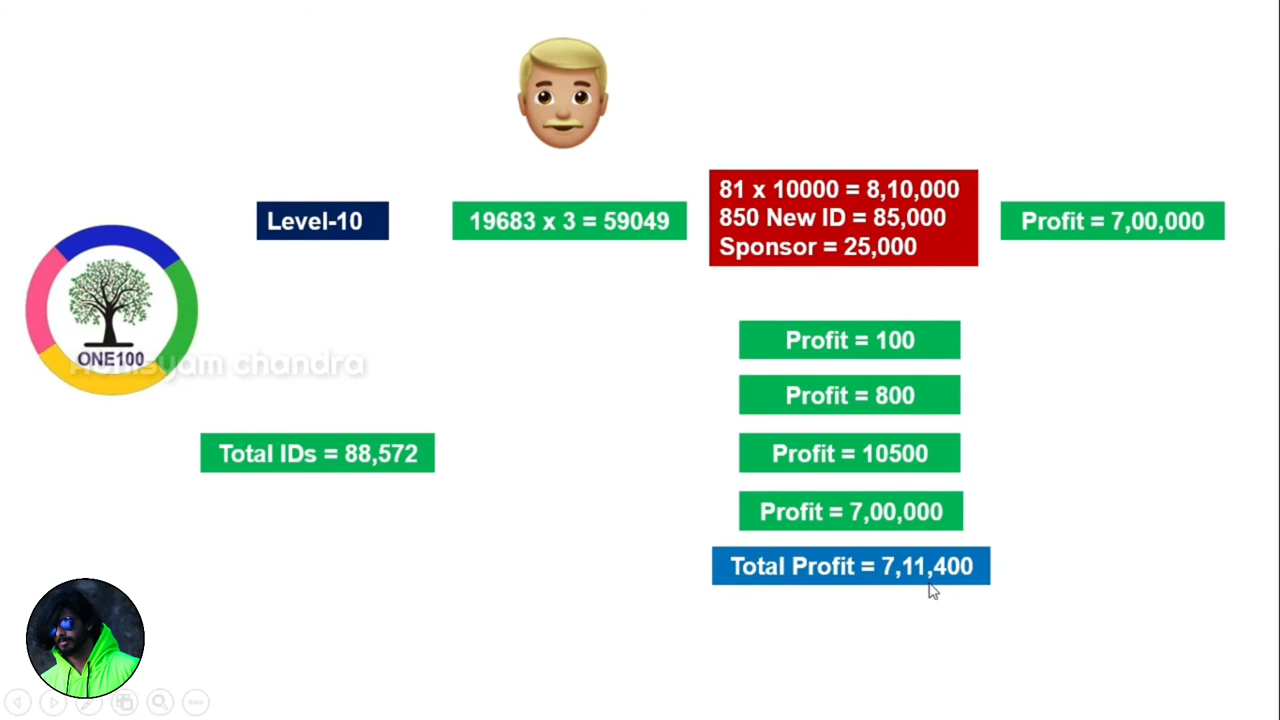 Level-10
19683 x 3 = 59049
81 x 10000 = 8,10,000
850 New ID = 85,000
Sponsor = 25,000
Profit = 7,00,000
ONE100
syam chandra
Profit = 100
Profit = 800
Total IDs = 88,572
Profit = 10500
Profit = 7,00,000
Total Profit = 7,11,400